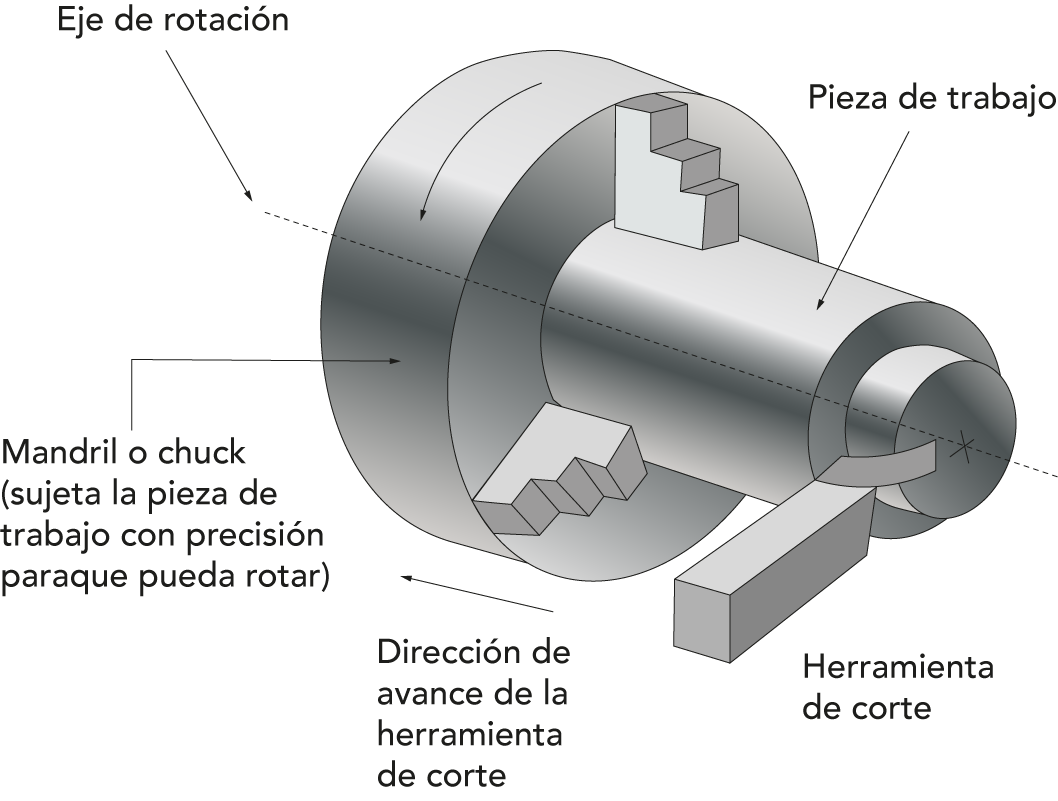 Eje de rotación
Pieza de trabajo
Mandril o chuck
(sujeta la pieza de
trabajo con precisión
paraque pueda rotar)
Dirección de
avance de la
herramienta
de corte
Herramienta
de corte